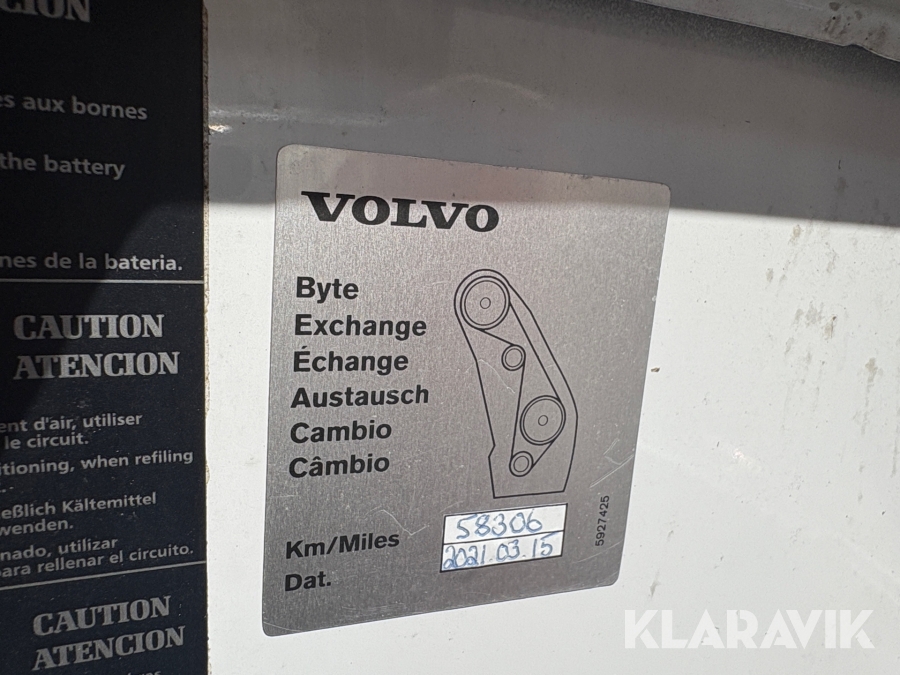 CION
es aux bornes
the battery
nes de la bateria.
CAUTION
ATENCION
ent d'air, utiliser
le circuit.
itioning, when refiling
eßlich Kältemittel
wenden.
nado, utilizar
para rellenar el circuito.
CAUTION
ATENCION
VOLVO
Byte
Exchange
Échange
Austausch
Cambio
Câmbio
Km/Miles 58306
Dat. 2021.03.15
5927425
KLARAVIK